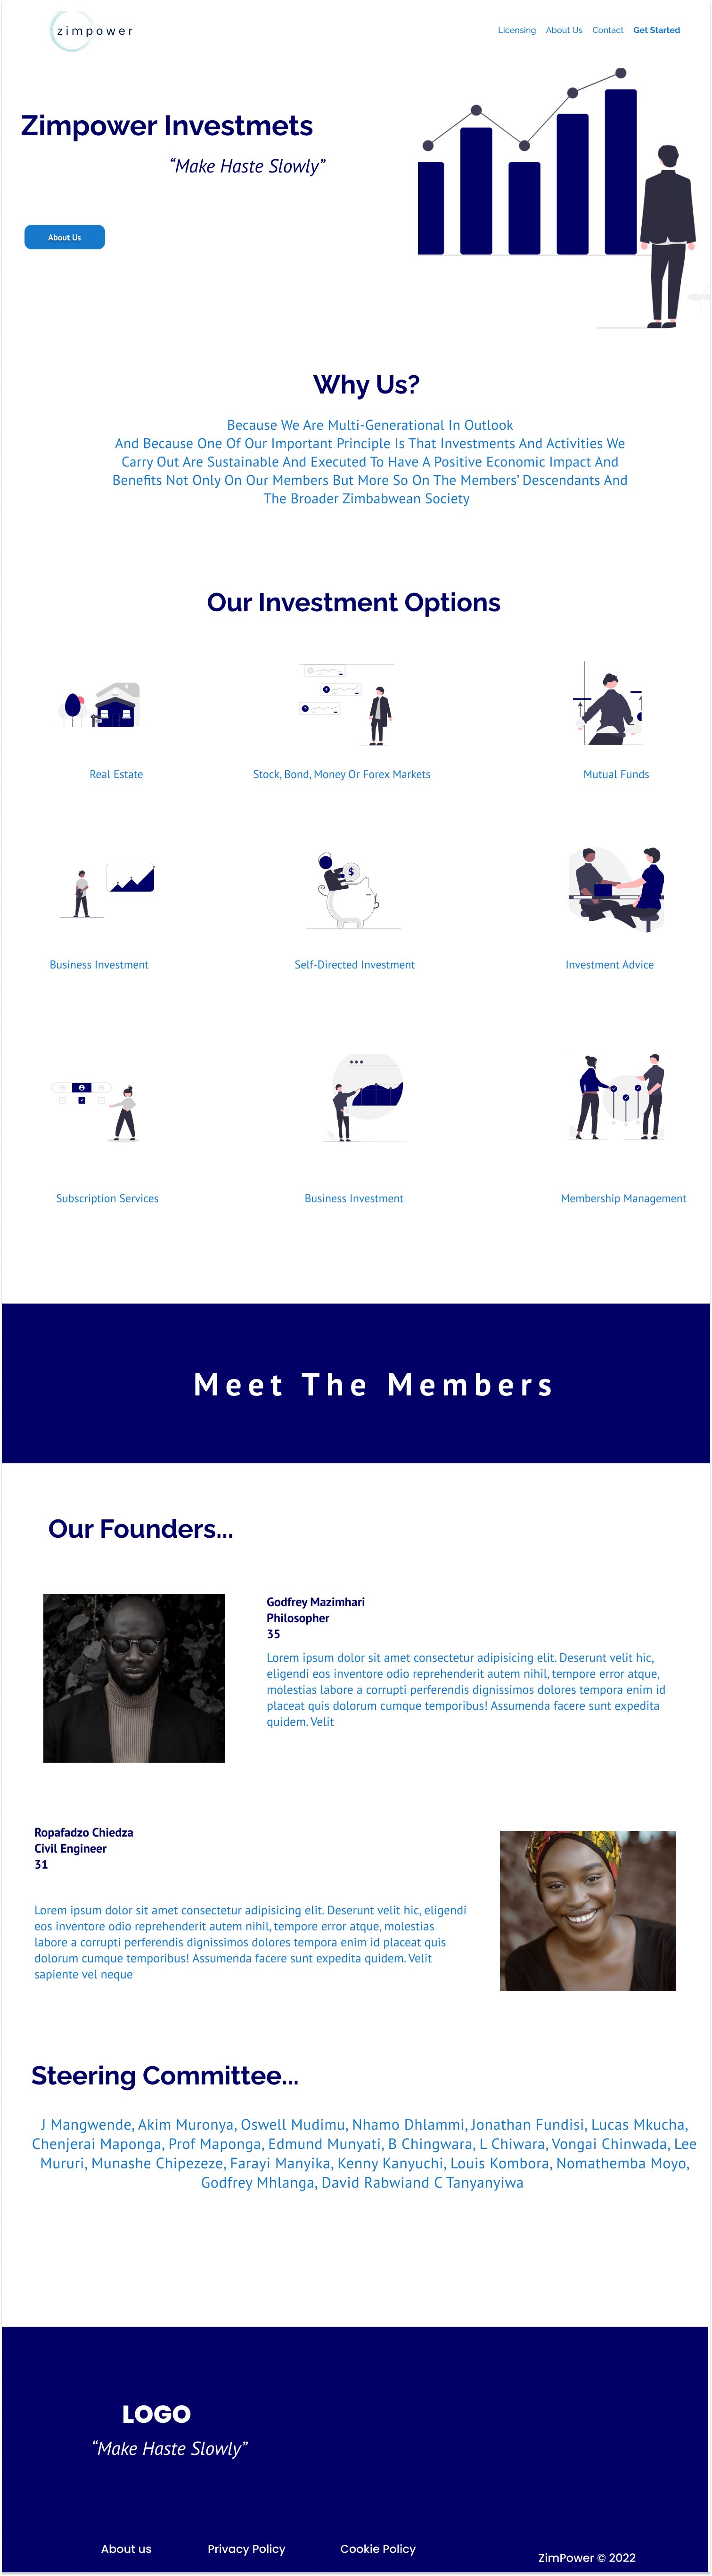 zimpower
Licensing About Us Contact Get Started
Zimpower Investmets
“Make Haste Slowly”
About Us
Why Us?
Because We Are Multi-Generational In Outlook
And Because One Of Our Important Principle Is That Investments And Activities We
Carry Out Are Sustainable And Executed To Have A Positive Economic Impact And
Benefits Not Only On Our Members But More So On The Members’ Descendants And
The Broader Zimbabwean Society
Our Investment Options
Real Estate
Stock, Bond, Money Or Forex Markets
Mutual Funds
$
Business Investment
Self-Directed Investment
Investment Advice
Subscription Services
Business Investment
Membership Management
Meet The Members
Our Founders...
Godfrey Mazimhari
Philosopher
35
Lorem ipsum dolor sit amet consectetur adipisicing elit. Deserunt velit hic,
eligendi eos inventore odio reprehenderit autem nihil, tempore error atque,
molestias labore a corrupti perferendis dignissimos dolores tempora enim id
placeat quis dolorum cumque temporibus! Assumenda facere sunt expedita
quidem. Velit
Ropafadzo Chiedza
Civil Engineer
31
Lorem ipsum dolor sit amet consectetur adipisicing elit. Deserunt velit hic, eligendi
eos inventore odio reprehenderit autem nihil, tempore error atque, molestias
labore a corrupti perferendis dignissimos dolores tempora enim id placeat quis
dolorum cumque temporibus! Assumenda facere sunt expedita quidem. Velit
sapiente vel neque
Steering Committee...
J Mangwende, Akim Muronya, Oswell Mudimu, Nhamo Dhlammi, Jonathan Fundisi, Lucas Mkucha,
Chenjerai Maponga, Prof Maponga, Edmund Munyati, B Chingwara, L Chiwara, Vongai Chinwada, Lee
Mururi, Munashe Chipezeze, Farayi Manyika, Kenny Kanyuchi, Louis Kombora, Nomathemba Moyo,
Godfrey Mhlanga, David Rabwiand C Tanyanyiwa
LOGO
“Make Haste Slowly”
About us
Privacy Policy
Cookie Policy
ZimPower © 2022